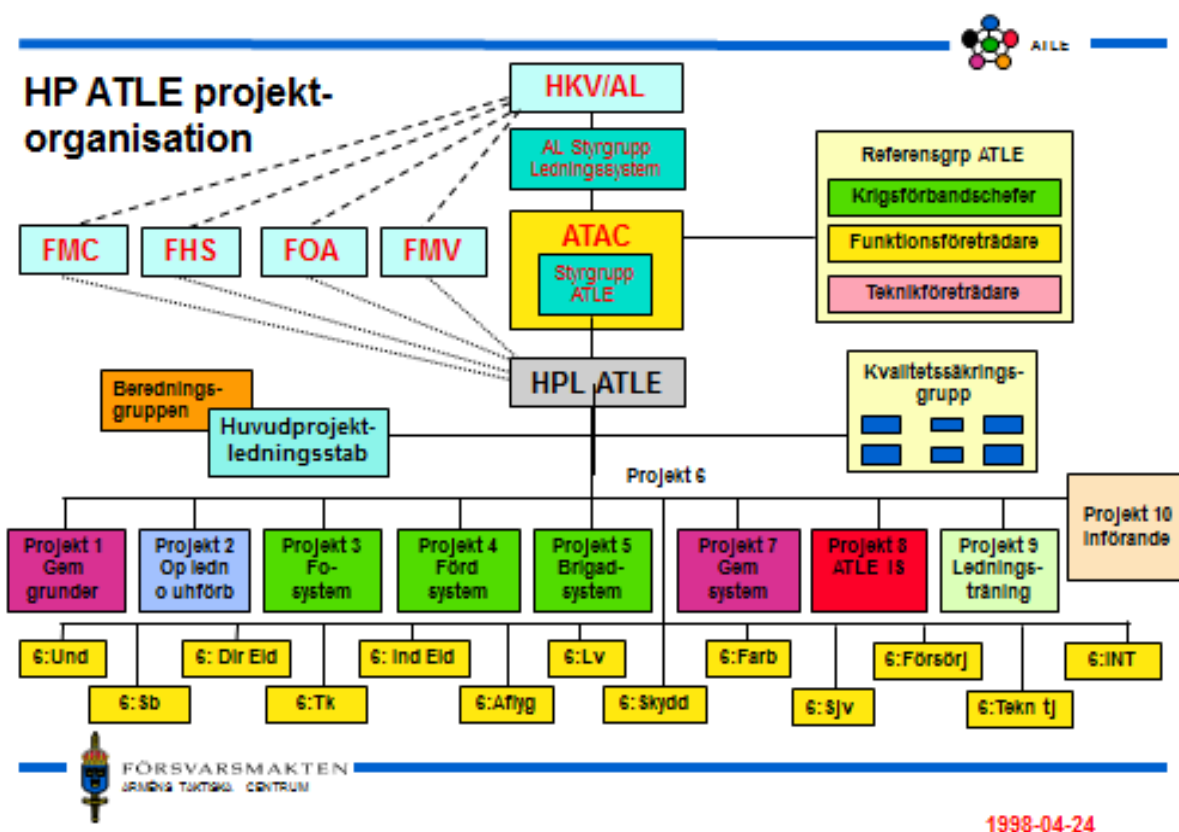 ATLE
HP ATLE projekt-
organisation
HKV/AL
AL Styrgrupp
Ledningssystem
Referensgrp ATLE
Krigsförbandschefer
Funktionsföreträdare
Teknikföreträdare
FMC
FHS
FOA
FMV
ATAC
Styrgrupp
ATLE
HPL ATLE
Berednings-
gruppen
Huvudprojekt-
ledningsstab
Kvalitetssäkrings-
grupp
Projekt 6
Projekt 1
Gem
grunder
Projekt 2
Op ledn
o uhförb
Projekt 3
Fo-
system
Projekt 4
Förd
system
Projekt 5
Brigad-
system
Projekt 7
Gem
system
Projekt 8
ATLE IS
Projekt 9
Lednings-
träning
Projekt 10
Införande
6:Und
6: Dir Eld
6: Ind Eld
6:Lv
6:Farb
6:Försörj
6:INT
6:Sb
6:Tk
6:Aflyg
6:Skydd
6:Sjv
6:Tekn tj
FÖRSVARSMAKTEN
ARMÉNS TAKTISKA CENTRUM
1998-04-24